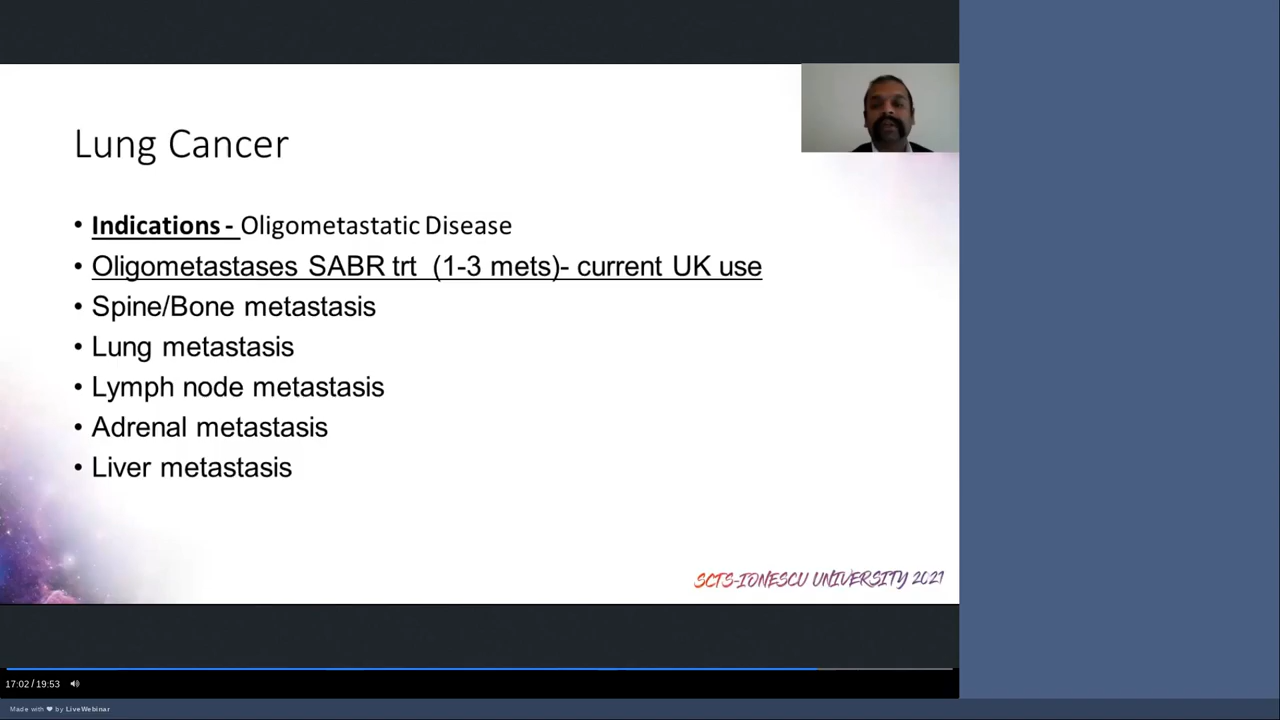 Lung Cancer
• Indications - Oligometastatic Disease
• Oligometastases SABR trt (1-3 mets)- current UK use
• Spine/Bone metastasis
• Lung metastasis
• Lymph node metastasis
• Adrenal metastasis
• Liver metastasis
SCTS-IONESCU UNIVERSITY 2021
17:02 / 19:53
Made with ❤ by LiveWebinar